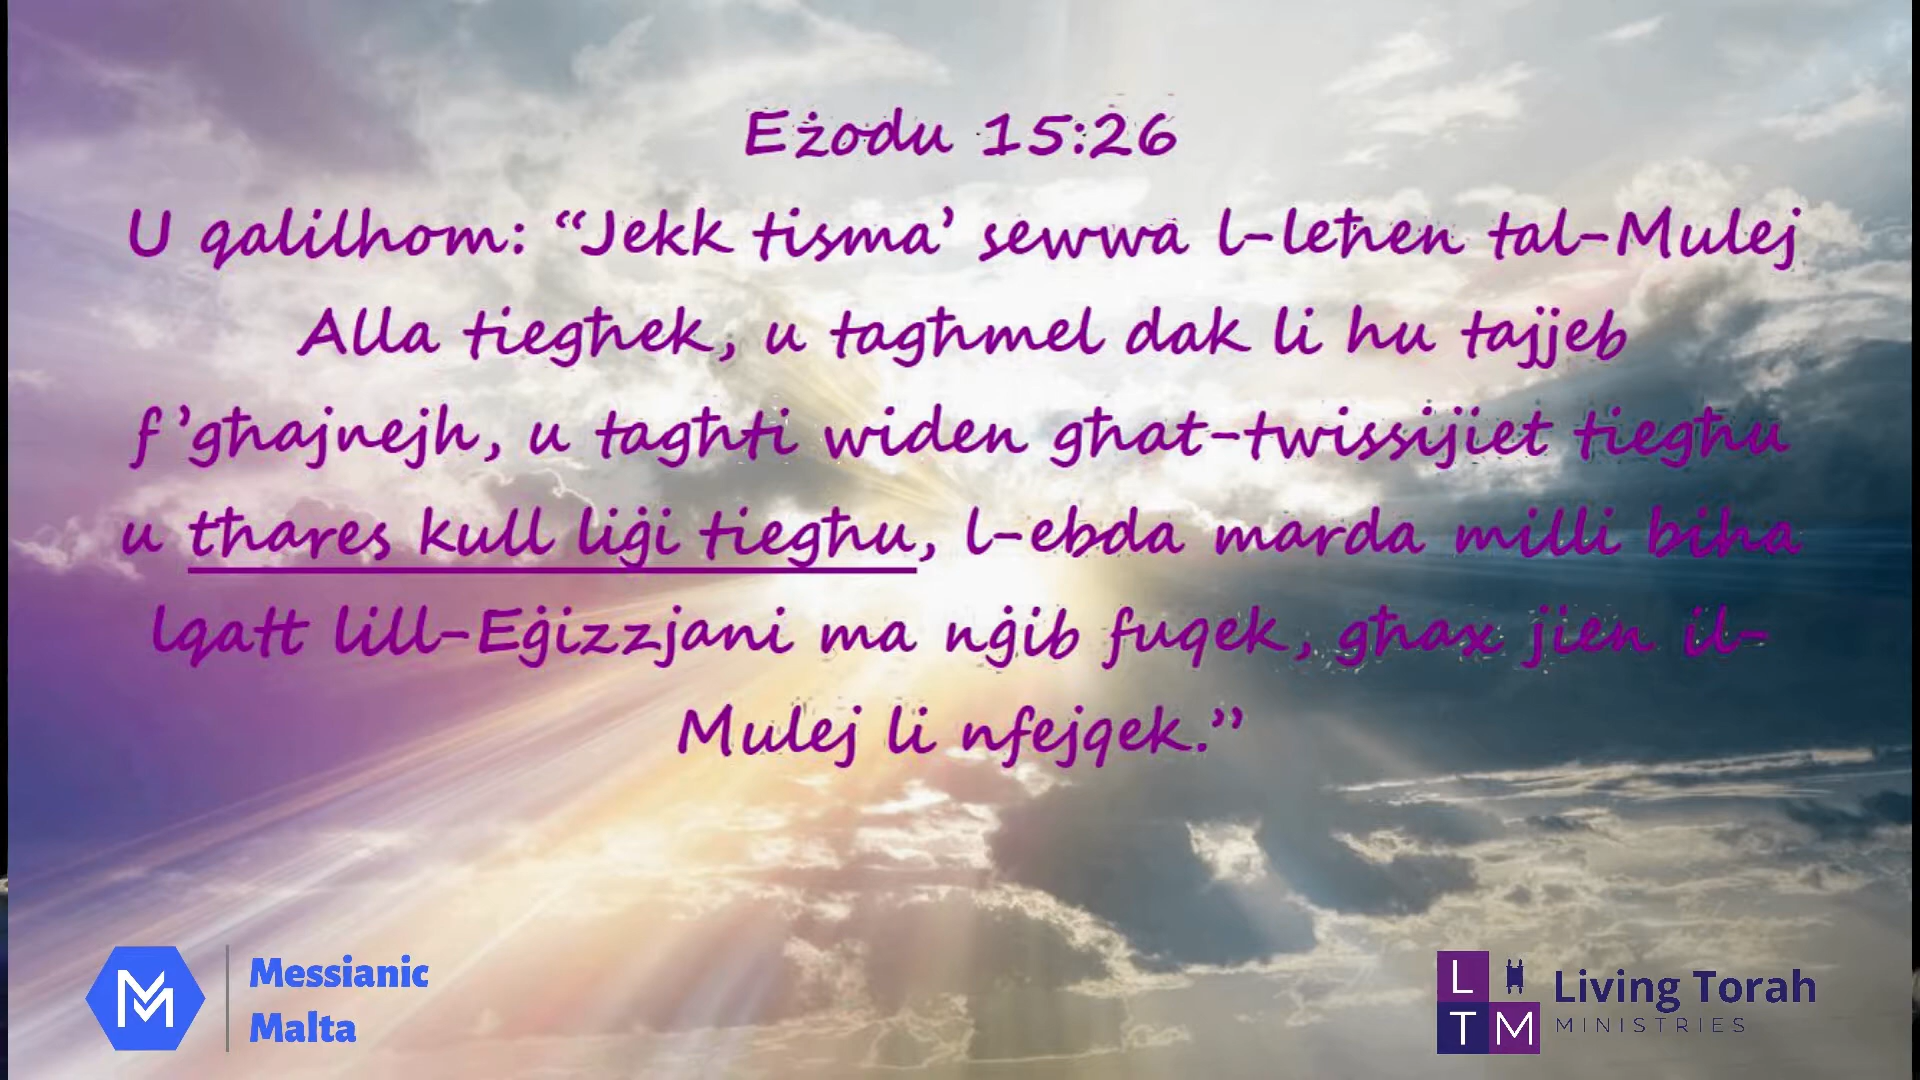 Eżodu 15:26
U qalilhom: “Jekk tisma’ sewwa l-leħen tal-Mulej
Alla tiegħek, u tagħmel dak li hu tajjeb
f’għajnejh, u tagħti widen għat-twissijiet tiegħu
u tħares kull liġi tiegħu, l-ebda marda milli biha
lqatt lill-Eġizzjani ma nġib fuqek, għax jien il-
Mulej li nfejqek.”
Messianic
Malta
L
TM
Living Torah
MINISTRIES